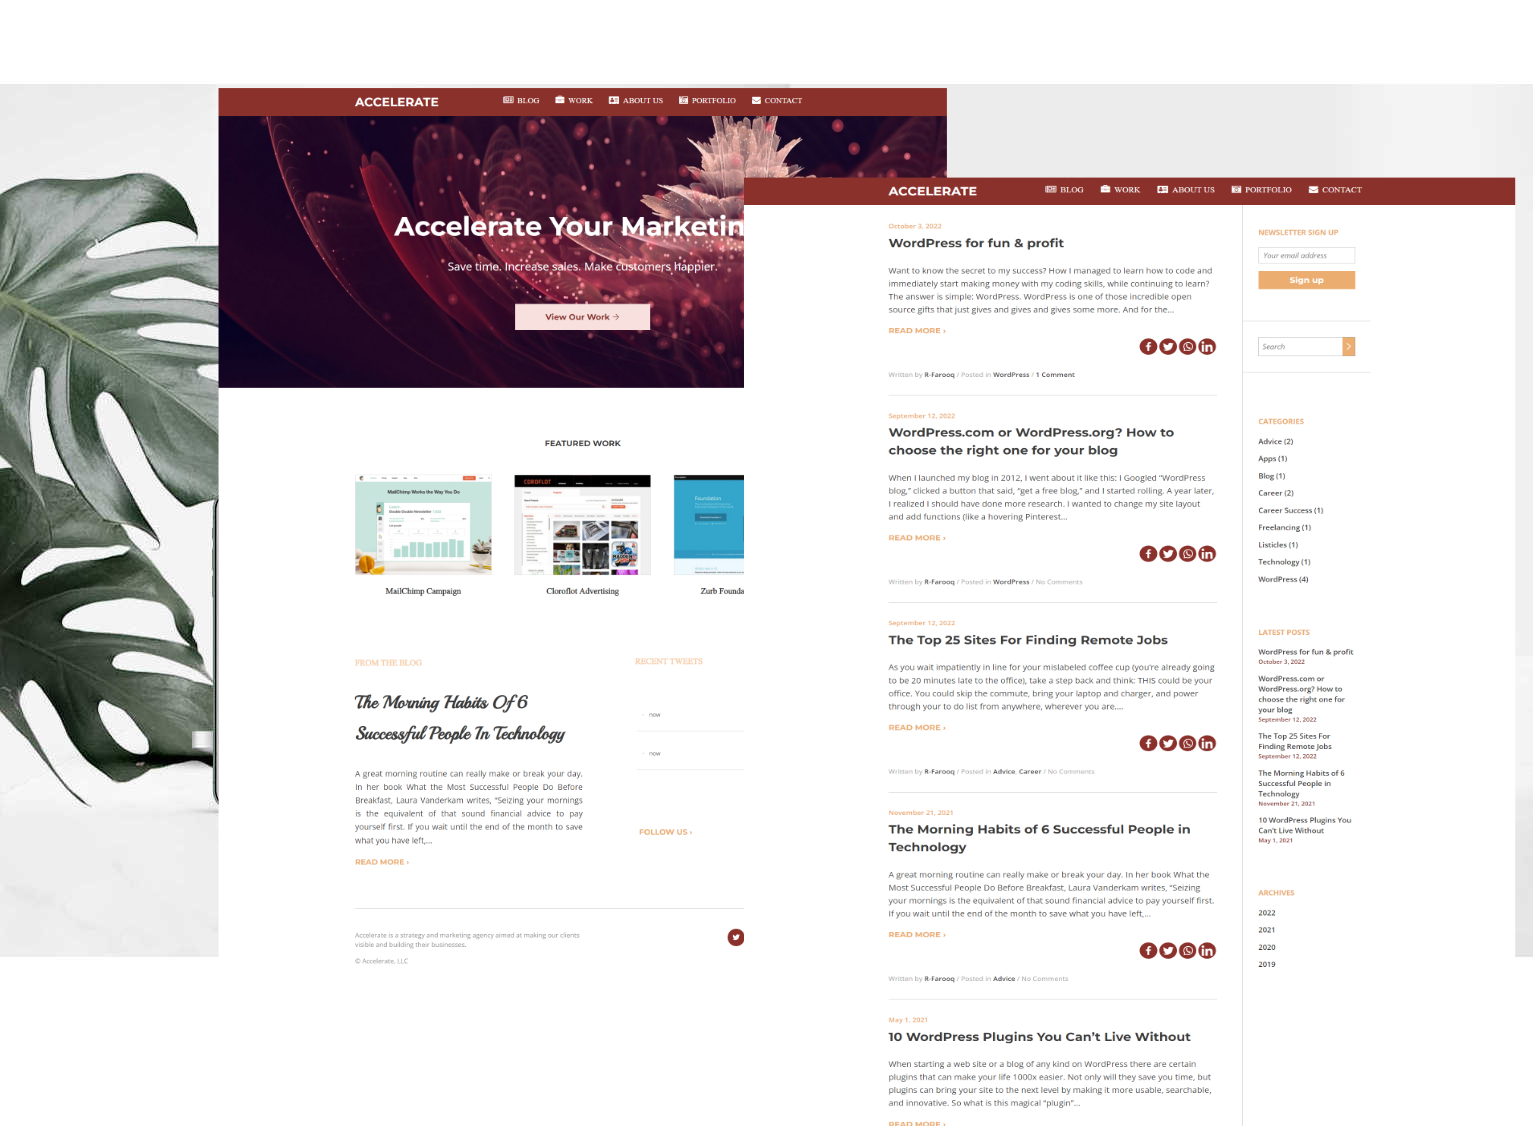 ACCELERATE
BLOG WORK ABOUT US PORTFOLIO CONTACT
Accelerate Your Marketin
Save time. Increase sales. Make customers happier.
View Our Work →
FEATURED WORK
MailChimp Works the Way You Do
COROFLOT
Foundation
MailChimp Campaign
Cloroflot Advertising
Zurb Founda
FROM THE BLOG
The Morning Habits Of 6
Successful People In Technology
A great morning routine can really make or break your day.
In her book What the Most Successful People Do Before
Breakfast, Laura Vanderkam writes, “Seizing your mornings
is the equivalent of that sound financial advice to pay
yourself first. If you wait until the end of the month to save
what you have left,...
READ MORE ›
RECENT TWEETS
now
now
FOLLOW US ›
Accelerate is a strategy and marketing agency aimed at making our clients
visible and building their businesses.
© Accelerate, LLC
ACCELERATE
BLOG WORK ABOUT US PORTFOLIO CONTACT
October 3, 2022
WordPress for fun & profit
Want to know the secret to my success? How I managed to learn how to code and
immediately start making money with my coding skills, while continuing to learn?
The answer is simple: WordPress. WordPress is one of those incredible open
source gifts that just gives and gives and gives some more. And for the...
READ MORE ›
Written by R-Farooq / Posted in WordPress / 1 Comment
September 12, 2022
WordPress.com or WordPress.org? How to
choose the right one for your blog
When I launched my blog in 2012, I went about it like this: I Googled “WordPress
blog,” clicked a button that said, “get a free blog,” and I started rolling. A year later,
I realized I should have done more research. I wanted to change my site layout
and add functions (like a hovering Pinterest...
READ MORE ›
Written by R-Farooq / Posted in WordPress / No Comments
September 12, 2022
The Top 25 Sites For Finding Remote Jobs
As you wait impatiently in line for your mislabeled coffee cup (you’re already going
to be 20 minutes late to the office), take a step back and think: THIS could be your
office. You could skip the commute, bring your laptop and charger, and power
through your to do list from anywhere, wherever you are....
READ MORE ›
Written by R-Farooq / Posted in Advice, Career / No Comments
November 21, 2021
The Morning Habits of 6 Successful People in
Technology
A great morning routine can really make or break your day. In her book What the
Most Successful People Do Before Breakfast, Laura Vanderkam writes, “Seizing
your mornings is the equivalent of that sound financial advice to pay yourself first.
If you wait until the end of the month to save what you have left,...
READ MORE ›
Written by R-Farooq / Posted in Advice / No Comments
May 1, 2021
10 WordPress Plugins You Can’t Live Without
When starting a web site or a blog of any kind on WordPress there are certain
plugins that can make your life 1000x easier. Not only will they save you time, but
plugins can bring your site to the next level by making it more usable, searchable,
and innovative. So what is this magical “plugin”...
READ MORE ›
NEWSLETTER SIGN UP
Your email address
Sign up
Search
CATEGORIES
Advice (2)
Apps (1)
Blog (1)
Career (2)
Career Success (1)
Freelancing (1)
Listicles (1)
Technology (1)
WordPress (4)
LATEST POSTS
WordPress for fun & profit
October 3, 2022
WordPress.com or
WordPress.org? How to
choose the right one for
your blog
September 12, 2022
The Top 25 Sites For
Finding Remote Jobs
September 12, 2022
The Morning Habits of 6
Successful People in
Technology
November 21, 2021
10 WordPress Plugins You
Can’t Live Without
May 1, 2021
ARCHIVES
2022
2021
2020
2019